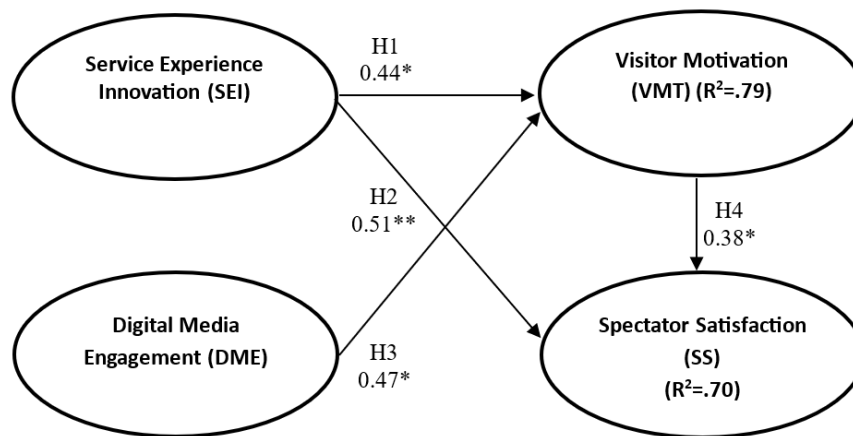 Service Experience
Innovation (SEI)
H1
0.44*
Visitor Motivation
(VMT) (R²=.79)
H2
0.51**
H4
0.38*
Digital Media
Engagement (DME)
H3
0.47*
Spectator Satisfaction
(SS)
(R²=.70)